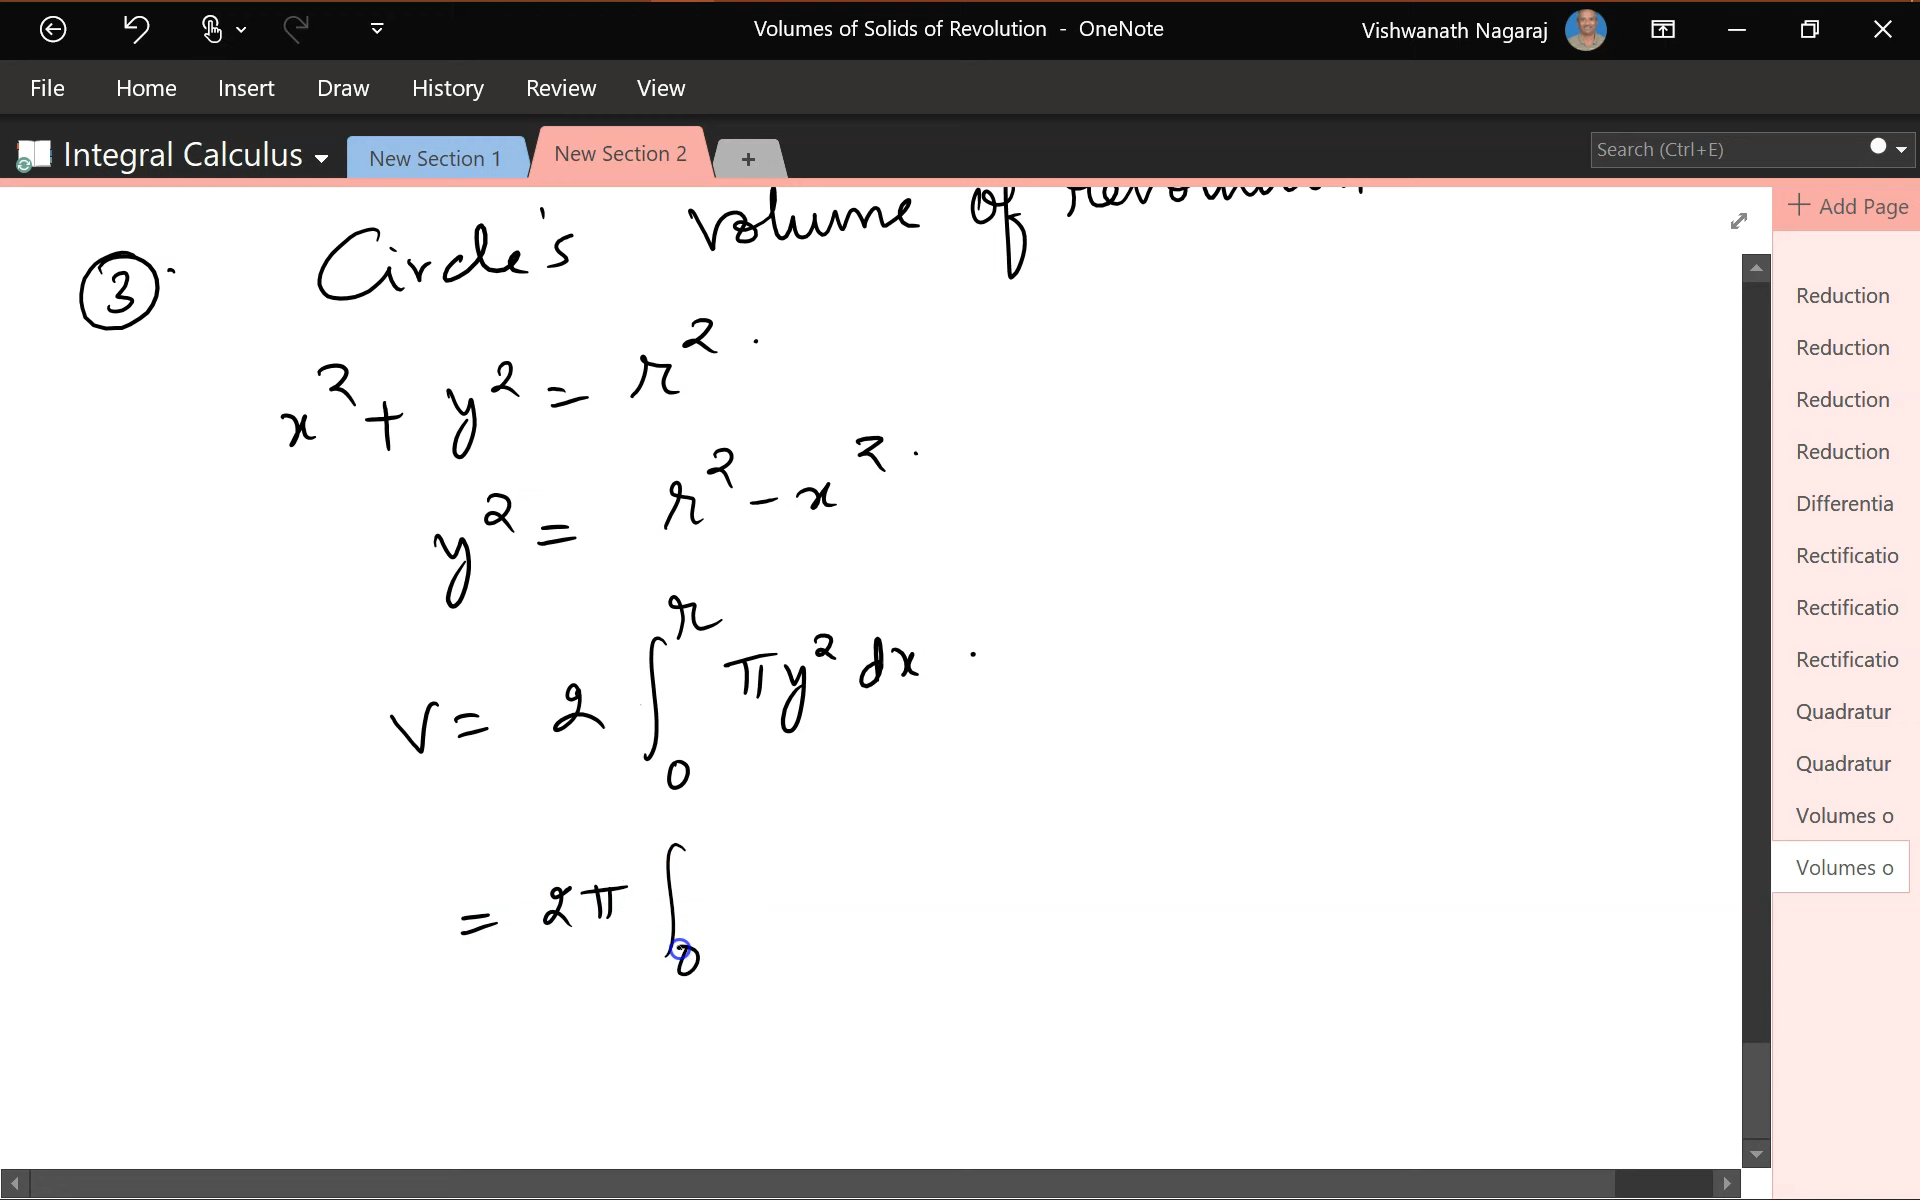 Volumes of Solids of Revolution - OneNote
Vishwanath Nagaraj
File Home Insert Draw History Review View
Integral Calculus
New Section 1
New Section 2
+
Search (Ctrl+E)
+ Add Page
③. Circle's volume of revolution
x² + y² = r².
y² = r² - x².
V = 2 ∫₀ʳ πy² dx.
= 2π ∫₀
Reduction
Reduction
Reduction
Reduction
Differentia
Rectificatio
Rectificatio
Rectificatio
Quadratur
Quadratur
Volumes o
Volumes o